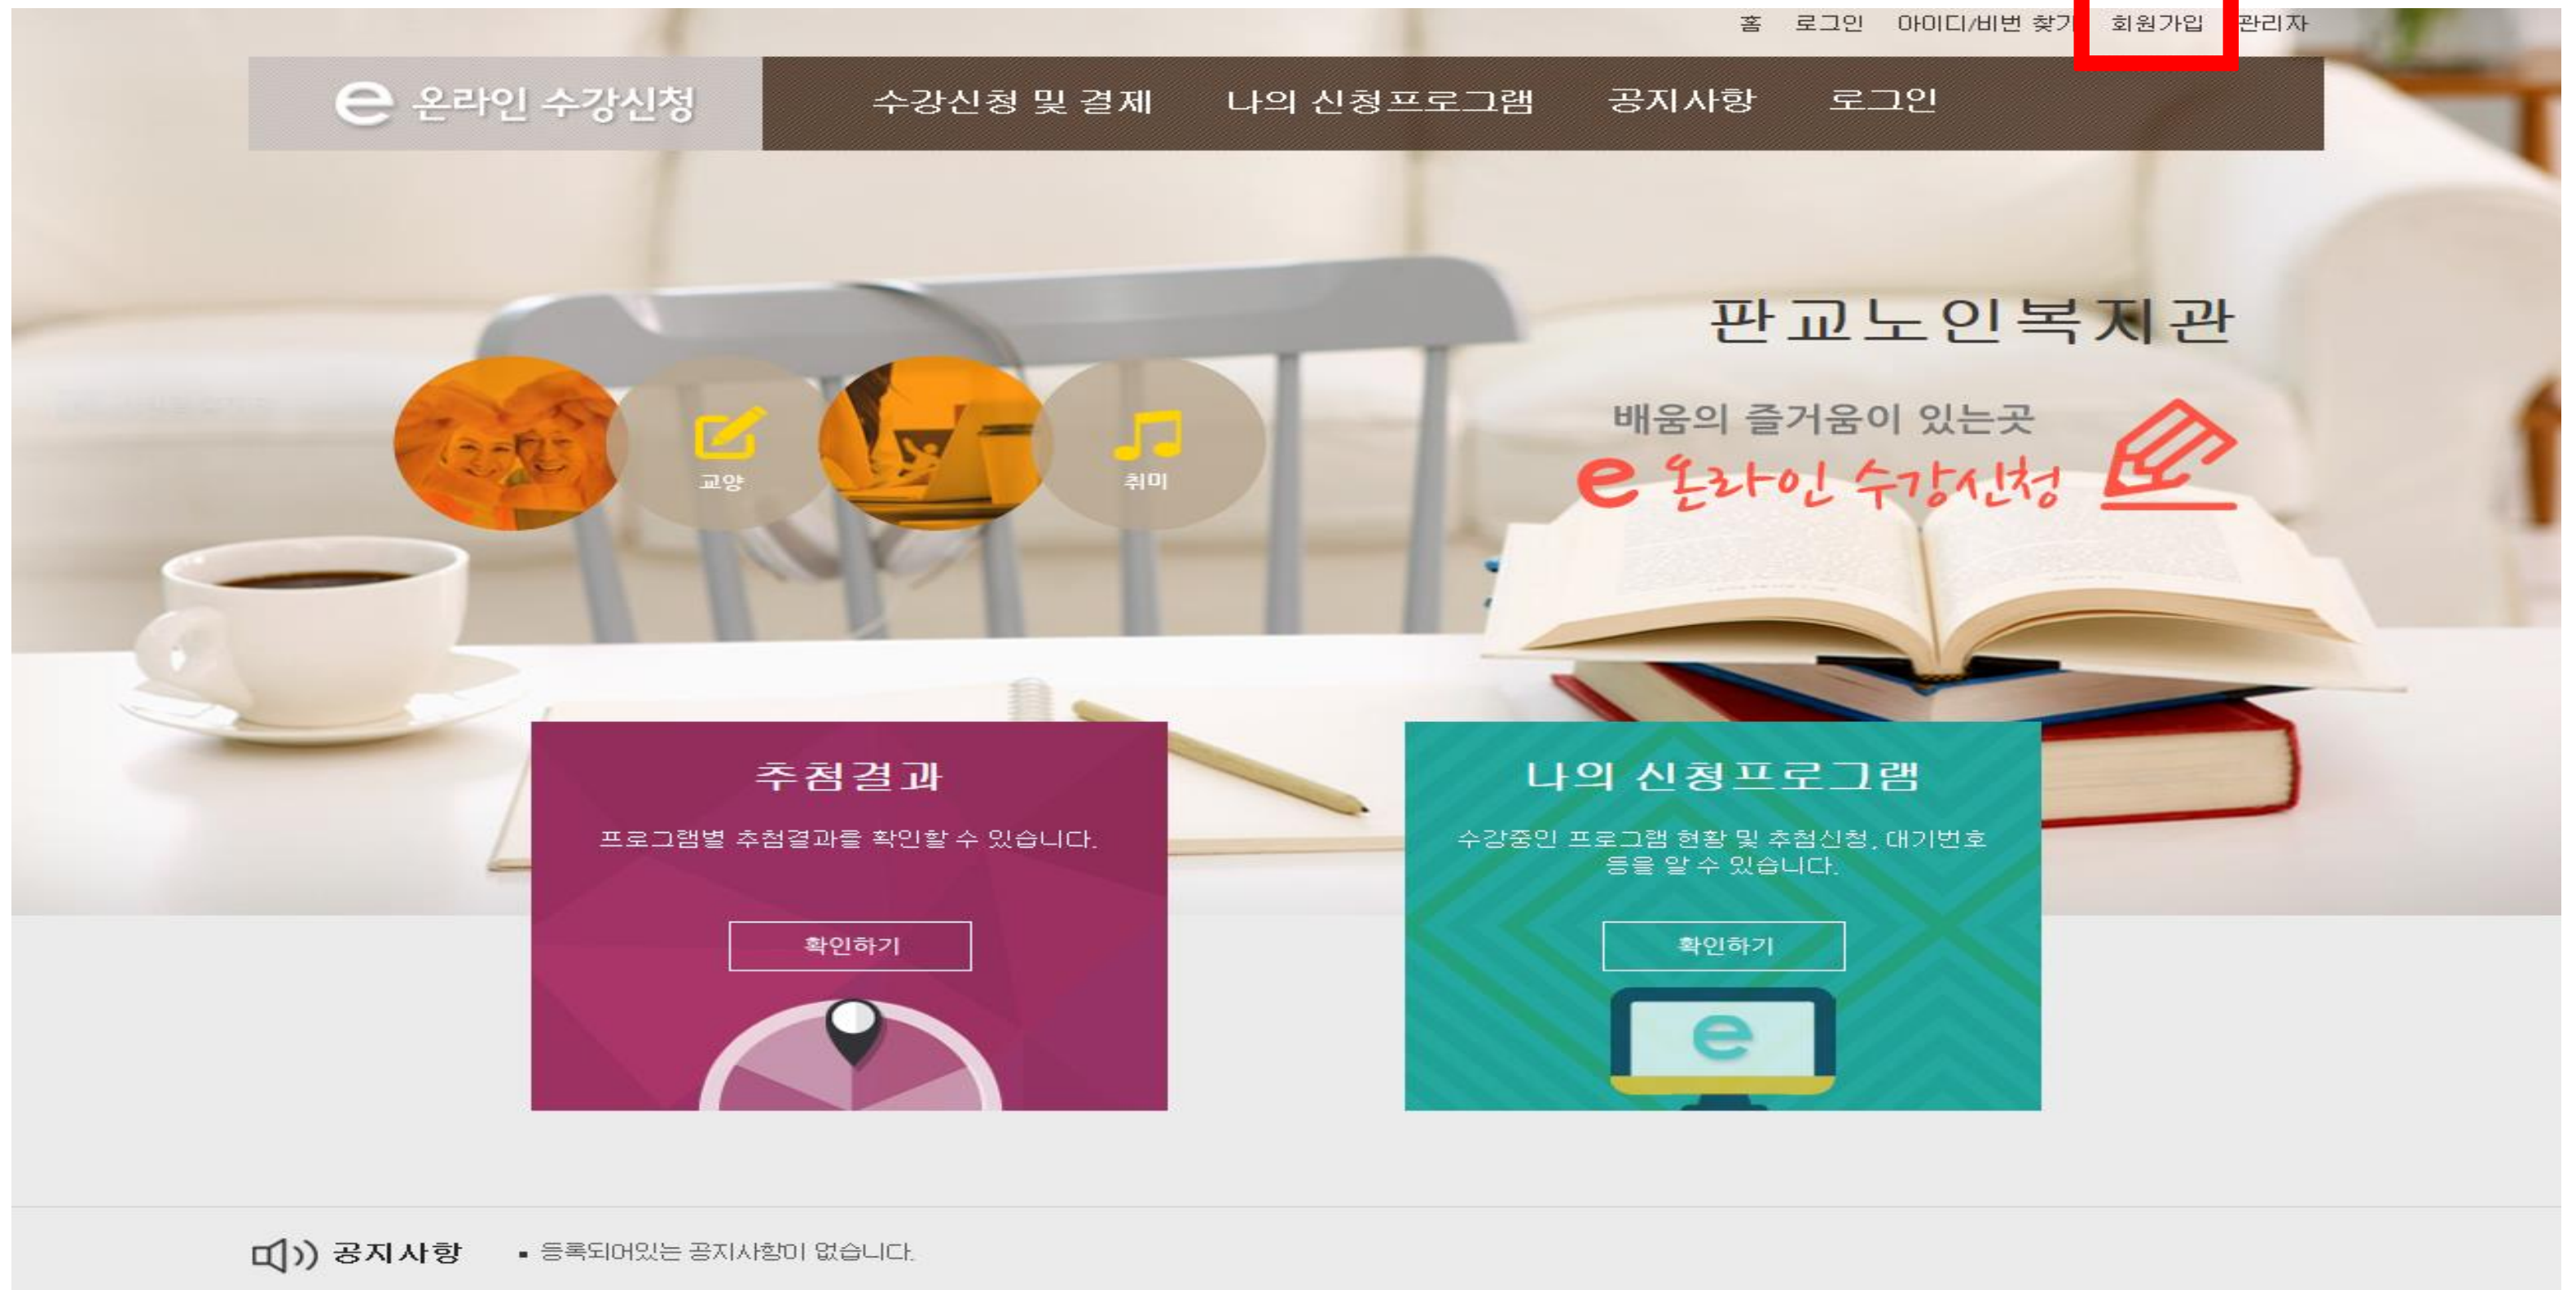 홈 로그인 아이디/비번 찾기 회원가입 관리자
e 온라인 수강신청 수강신청 및 결제 나의 신청프로그램 공지사항 로그인
판교노인복지관
배움의 즐거움이 있는곳
e 온라인 수강신청
교양 취미
추첨결과
프로그램별 추첨결과를 확인할 수 있습니다.
확인하기
나의 신청프로그램
수강중인 프로그램 현황 및 추첨신청, 대기번호
등을 알 수 있습니다.
확인하기
e
공지사항 ▪ 등록되어있는 공지사항이 없습니다.